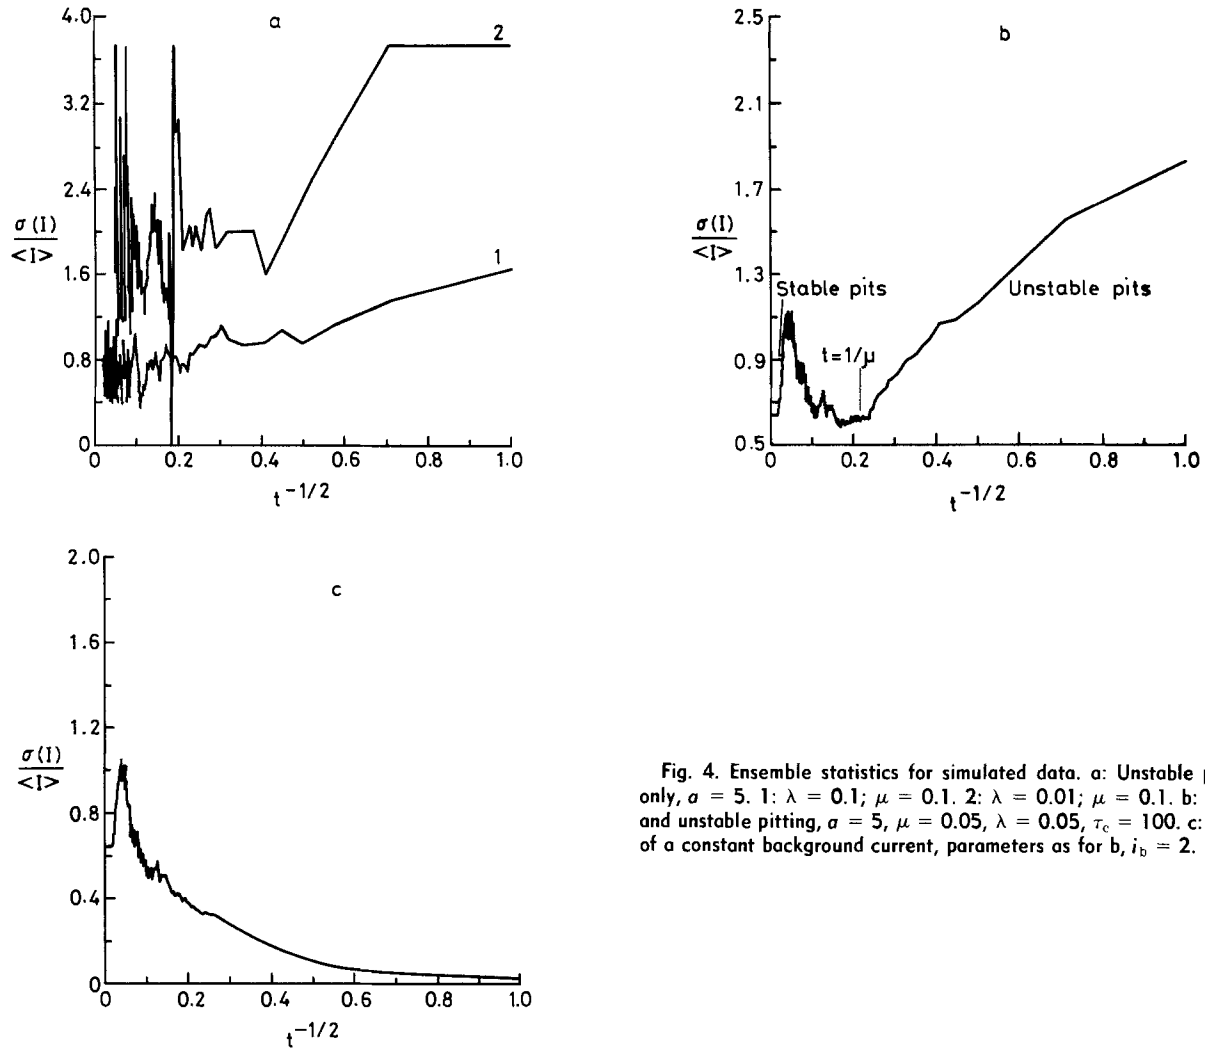 a
4.0
3.2
2.4
1.6
0.8
0
σ(I)
<I>
2
1
0 0.2 0.4 0.6 0.8 1.0
t^{-1/2}
b
2.5
2.1
1.7
1.3
0.9
0.5
σ(I)
<I>
Stable pits
Unstable pits
t=1/μ
0 0.2 0.4 0.6 0.8 1.0
t^{-1/2}
c
2.0
1.6
1.2
0.8
0.4
0
σ(I)
<I>
0 0.2 0.4 0.6 0.8 1.0
t^{-1/2}
Fig. 4. Ensemble statistics for simulated data. a: Unstable
only, a = 5. 1: λ = 0.1; μ = 0.1. 2: λ = 0.01; μ = 0.1. b:
and unstable pitting, a = 5, μ = 0.05, λ = 0.05, τ_c = 100. c:
of a constant background current, parameters as for b, i_b = 2.